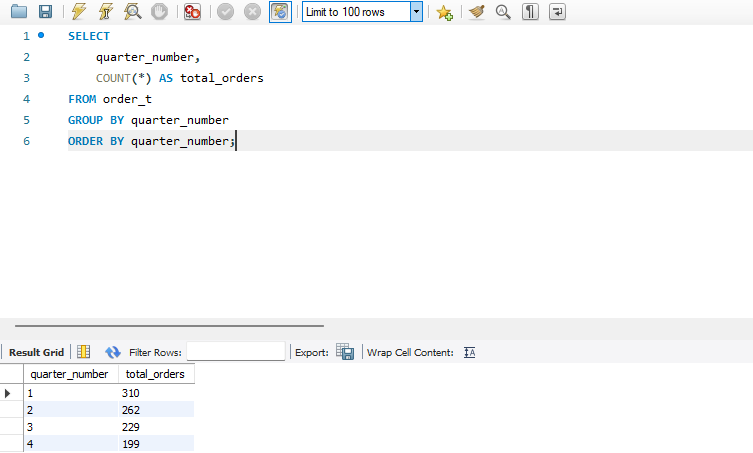 Limit to 100 rows
1 SELECT
2 quarter_number,
3 COUNT(*) AS total_orders
4 FROM order_t
5 GROUP BY quarter_number
6 ORDER BY quarter_number;
Result Grid Filter Rows: Export: Wrap Cell Content:
quarter_number total_orders
1 310
2 262
3 229
4 199